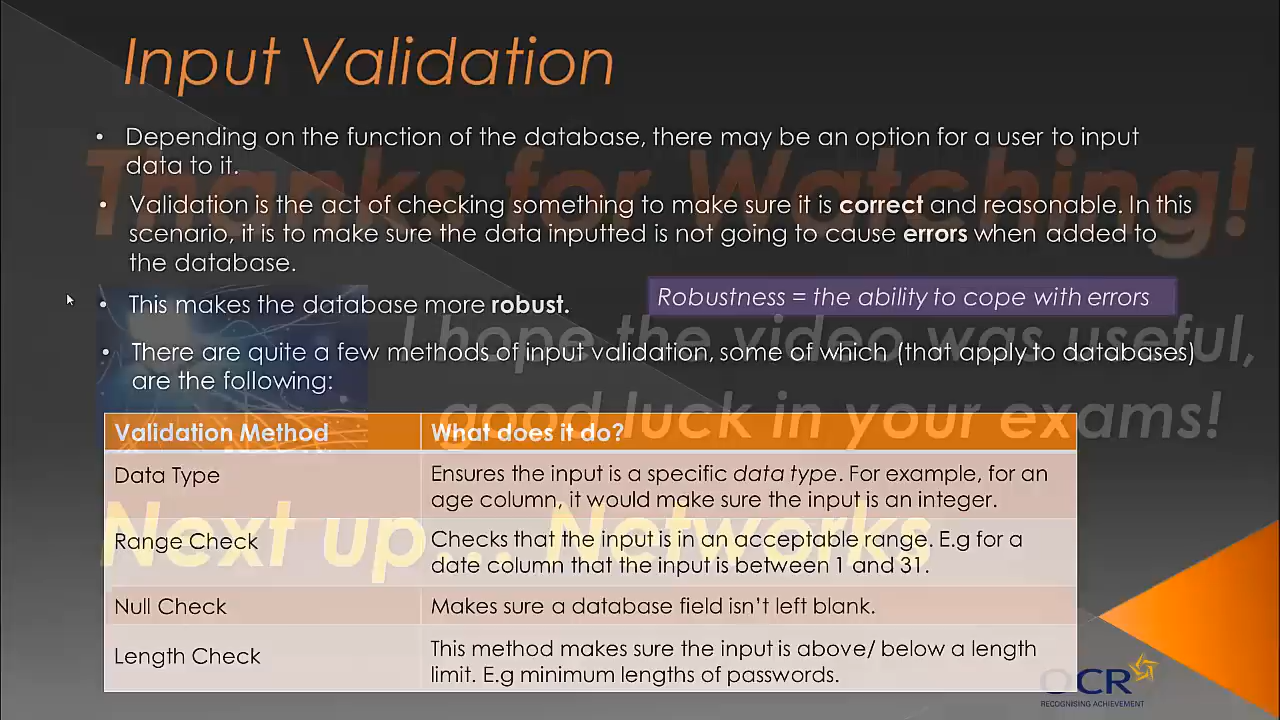 Input Validation
Thanks for Watching!
• Depending on the function of the database, there may be an option for a user to input
data to it.
• Validation is the act of checking something to make sure it is correct and reasonable. In this
scenario, it is to make sure the data inputted is not going to cause errors when added to
the database.
• This makes the database more robust.
Robustness = the ability to cope with errors
I hope the video was useful,
good luck in your exams!
• There are quite a few methods of input validation, some of which (that apply to databases)
are the following:
Validation Method What does it do?
Data Type Ensures the input is a specific data type. For example, for an
age column, it would make sure the input is an integer.
Next up... Networks
Range Check Checks that the input is in an acceptable range. E.g for a
date column that the input is between 1 and 31.
Null Check Makes sure a database field isn't left blank.
Length Check This method makes sure the input is above/ below a length
limit. E.g minimum lengths of passwords.
OCR
RECOGNISING ACHIEVEMENT